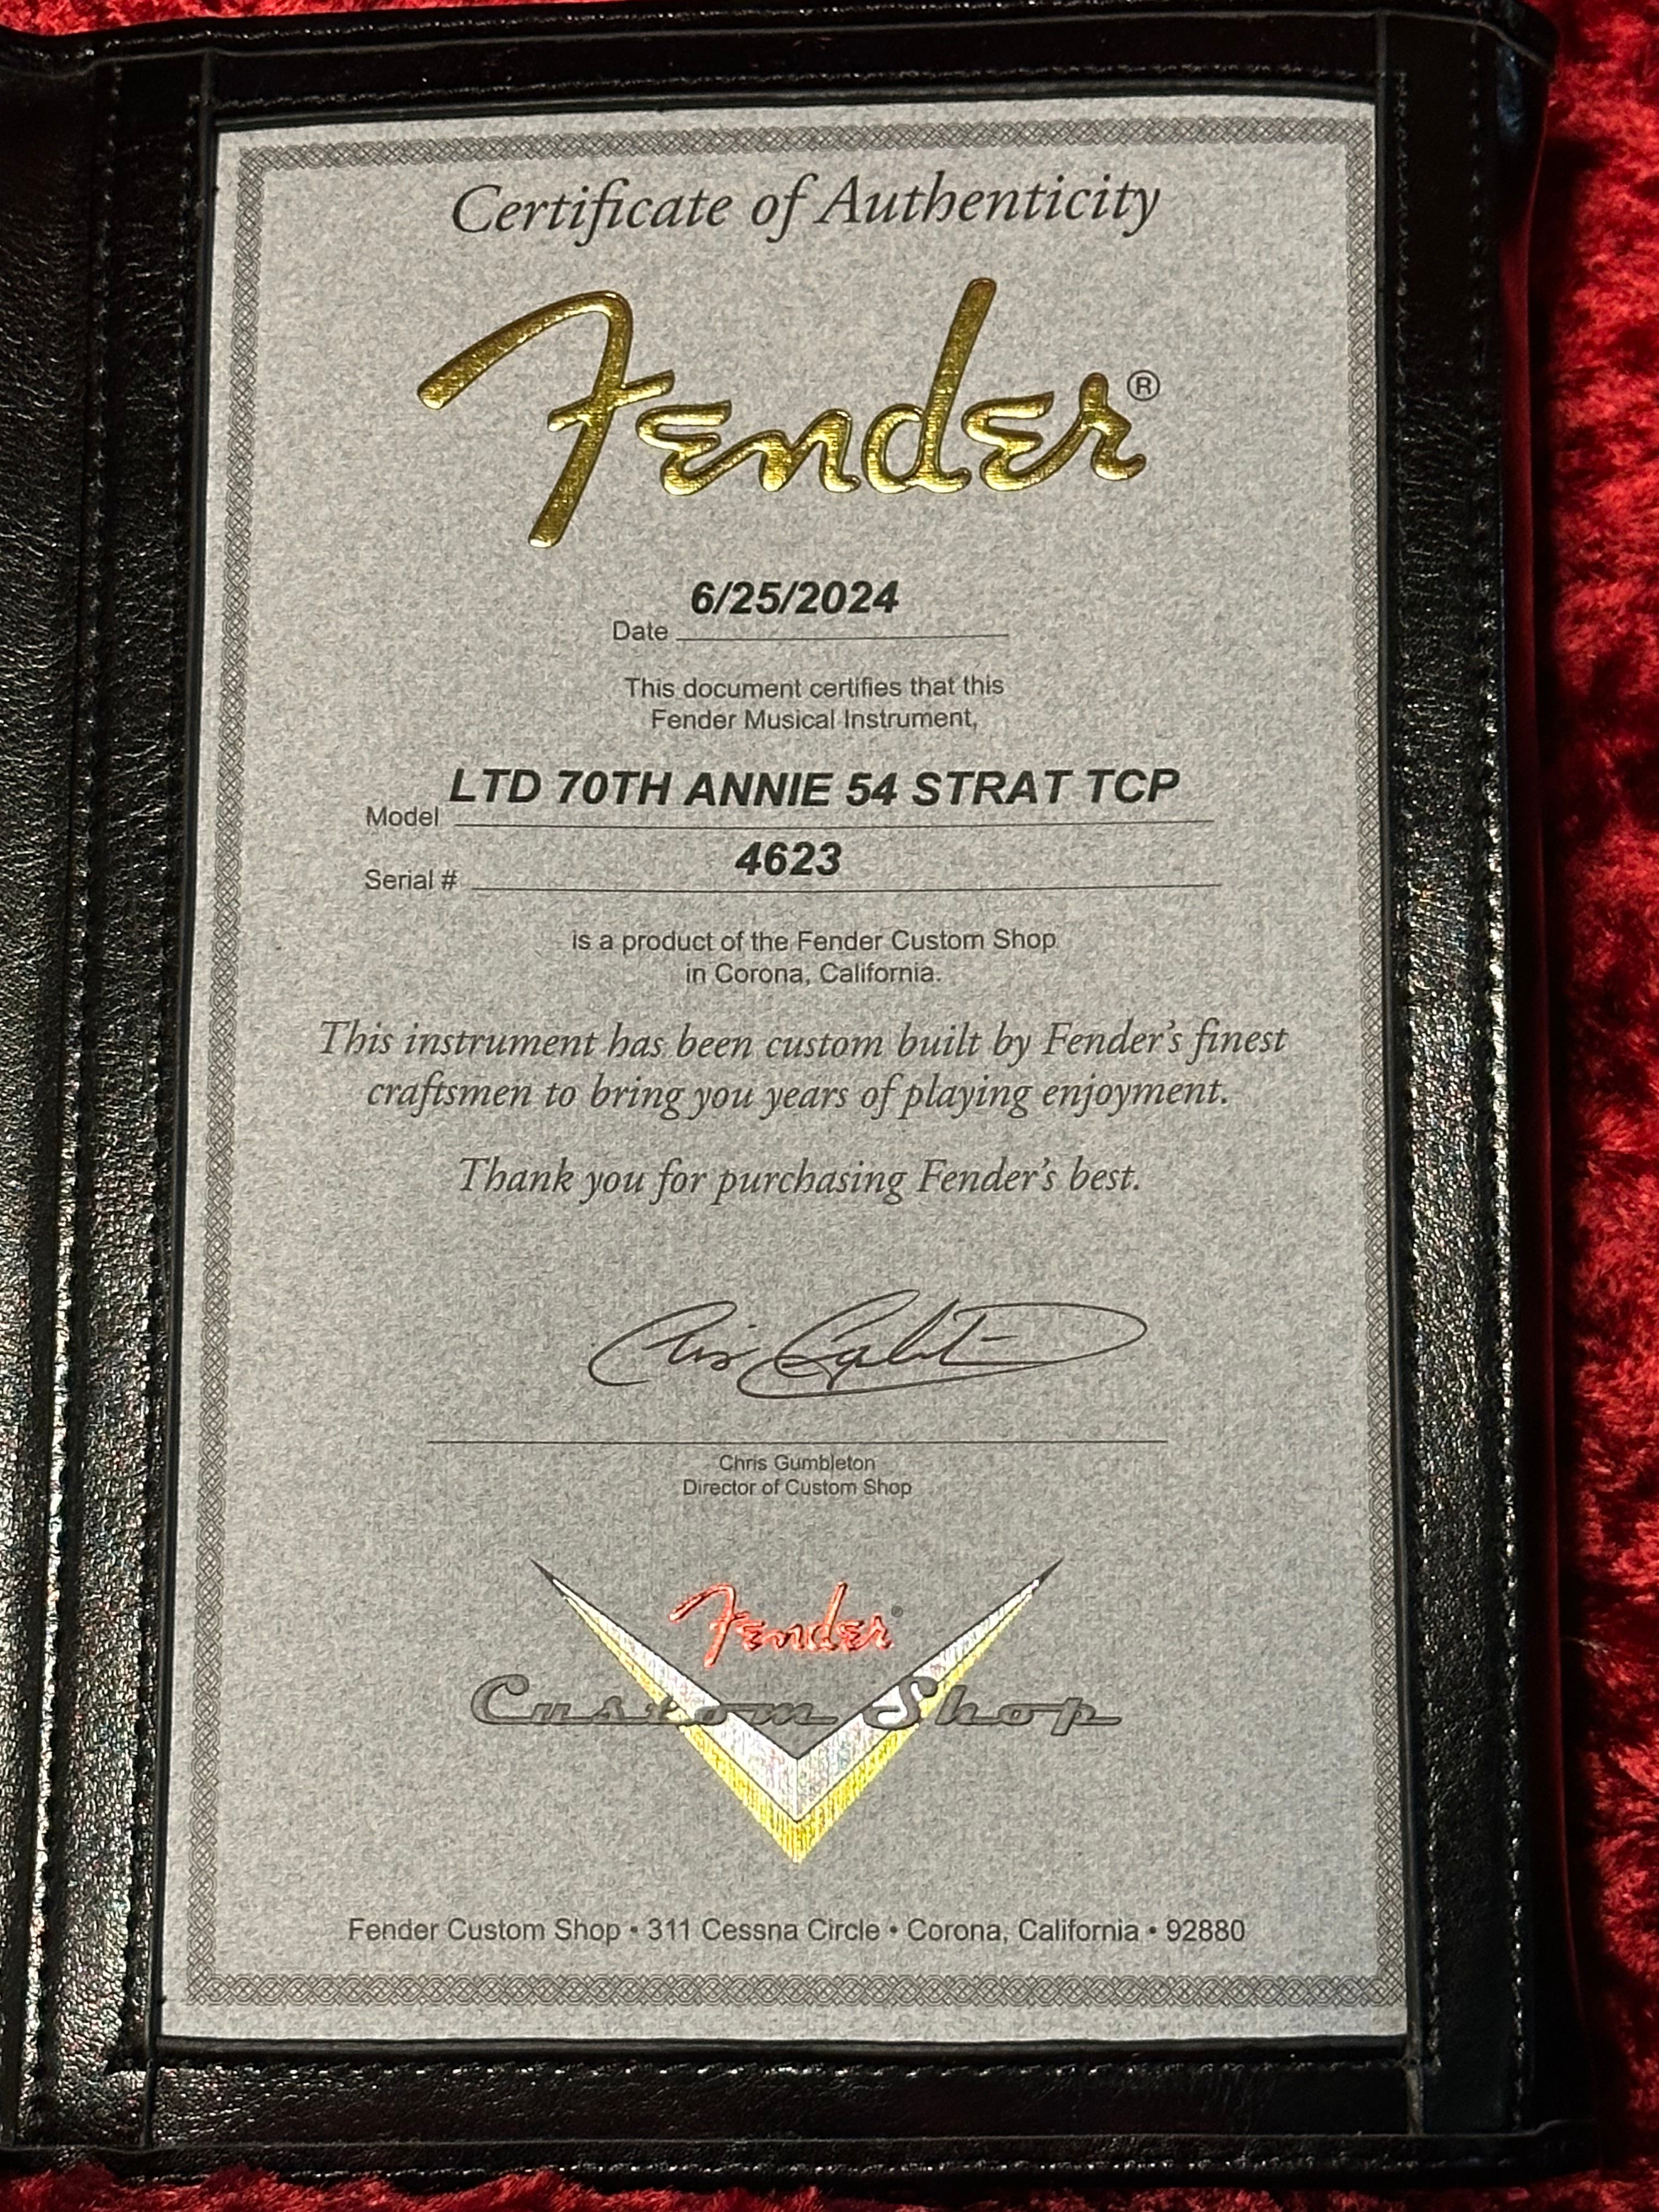 Certificate of Authenticity
Fender®
6/25/2024
Date
This document certifies that this
Fender Musical Instrument,
LTD 70TH ANNIE 54 STRAT TCP
Model
4623
Serial #
is a product of the Fender Custom Shop
in Corona, California.
This instrument has been custom built by Fender's finest
craftsmen to bring you years of playing enjoyment.
Thank you for purchasing Fender's best.
Chris Gumbleton
Director of Custom Shop
Fender®
Custom Shop
Fender Custom Shop • 311 Cessna Circle • Corona, California • 92880